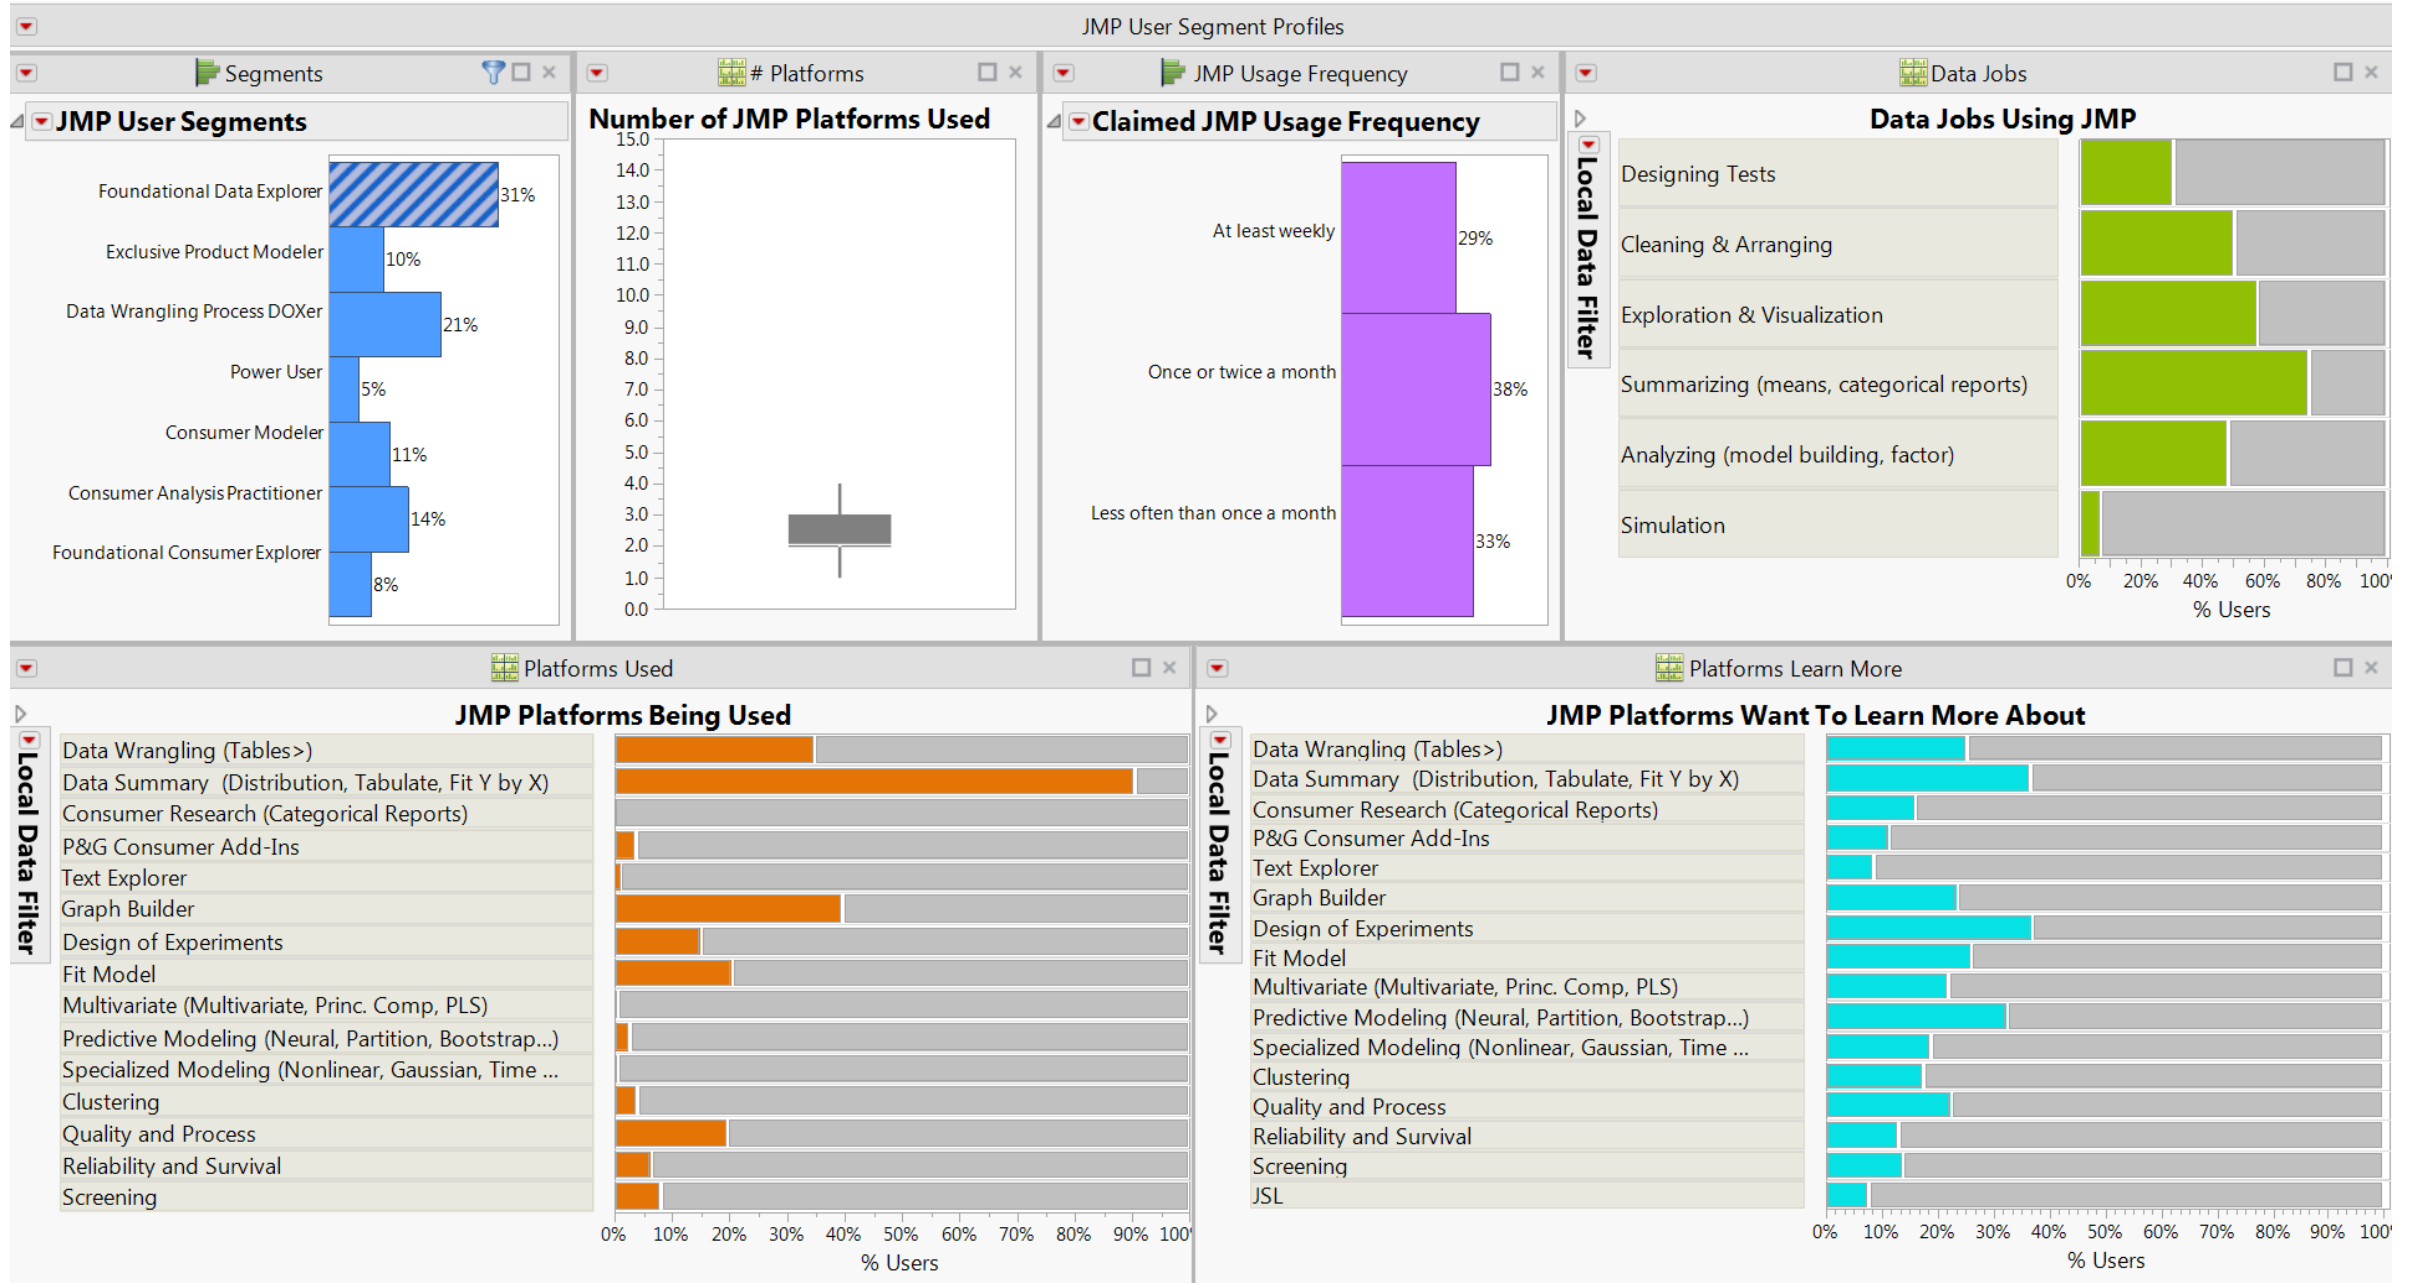 JMP User Segment Profiles
Segments
# Platforms
JMP Usage Frequency
Data Jobs
JMP User Segments
Foundational Data Explorer
31%
Exclusive Product Modeler
10%
Data Wrangling Process DOXer
21%
Power User
5%
Consumer Modeler
11%
Consumer Analysis Practitioner
14%
Foundational Consumer Explorer
8%
Number of JMP Platforms Used
15.0
14.0
13.0
12.0
11.0
10.0
9.0
8.0
7.0
6.0
5.0
4.0
3.0
2.0
1.0
0.0
Claimed JMP Usage Frequency
At least weekly
29%
Once or twice a month
38%
Less often than once a month
33%
Data Jobs Using JMP
Local Data Filter
Designing Tests
Cleaning & Arranging
Exploration & Visualization
Summarizing (means, categorical reports)
Analyzing (model building, factor)
Simulation
0% 20% 40% 60% 80% 100
% Users
Platforms Used
JMP Platforms Being Used
Local Data Filter
Data Wrangling (Tables>)
Data Summary (Distribution, Tabulate, Fit Y by X)
Consumer Research (Categorical Reports)
P&G Consumer Add-Ins
Text Explorer
Graph Builder
Design of Experiments
Fit Model
Multivariate (Multivariate, Princ. Comp, PLS)
Predictive Modeling (Neural, Partition, Bootstrap...)
Specialized Modeling (Nonlinear, Gaussian, Time ...
Clustering
Quality and Process
Reliability and Survival
Screening
0% 10% 20% 30% 40% 50% 60% 70% 80% 90% 100
% Users
Platforms Learn More
JMP Platforms Want To Learn More About
Local Data Filter
Data Wrangling (Tables>)
Data Summary (Distribution, Tabulate, Fit Y by X)
Consumer Research (Categorical Reports)
P&G Consumer Add-Ins
Text Explorer
Graph Builder
Design of Experiments
Fit Model
Multivariate (Multivariate, Princ. Comp, PLS)
Predictive Modeling (Neural, Partition, Bootstrap...)
Specialized Modeling (Nonlinear, Gaussian, Time ...
Clustering
Quality and Process
Reliability and Survival
Screening
JSL
0% 10% 20% 30% 40% 50% 60% 70% 80% 90% 100
% Users